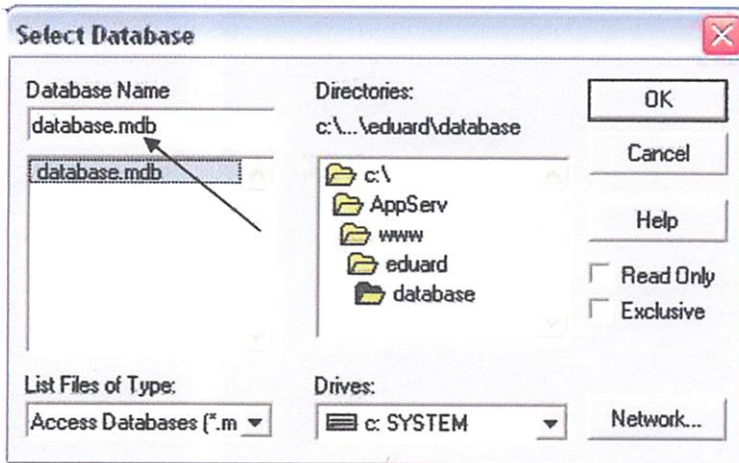 Select Database
Database Name
database.mdb
database.mdb
List Files of Type:
Access Databases (*.m
Directories:
c:\...\eduard\database
c:\
AppServ
www
eduard
database
Drives:
c: SYSTEM
OK
Cancel
Help
Read Only
Exclusive
Network...